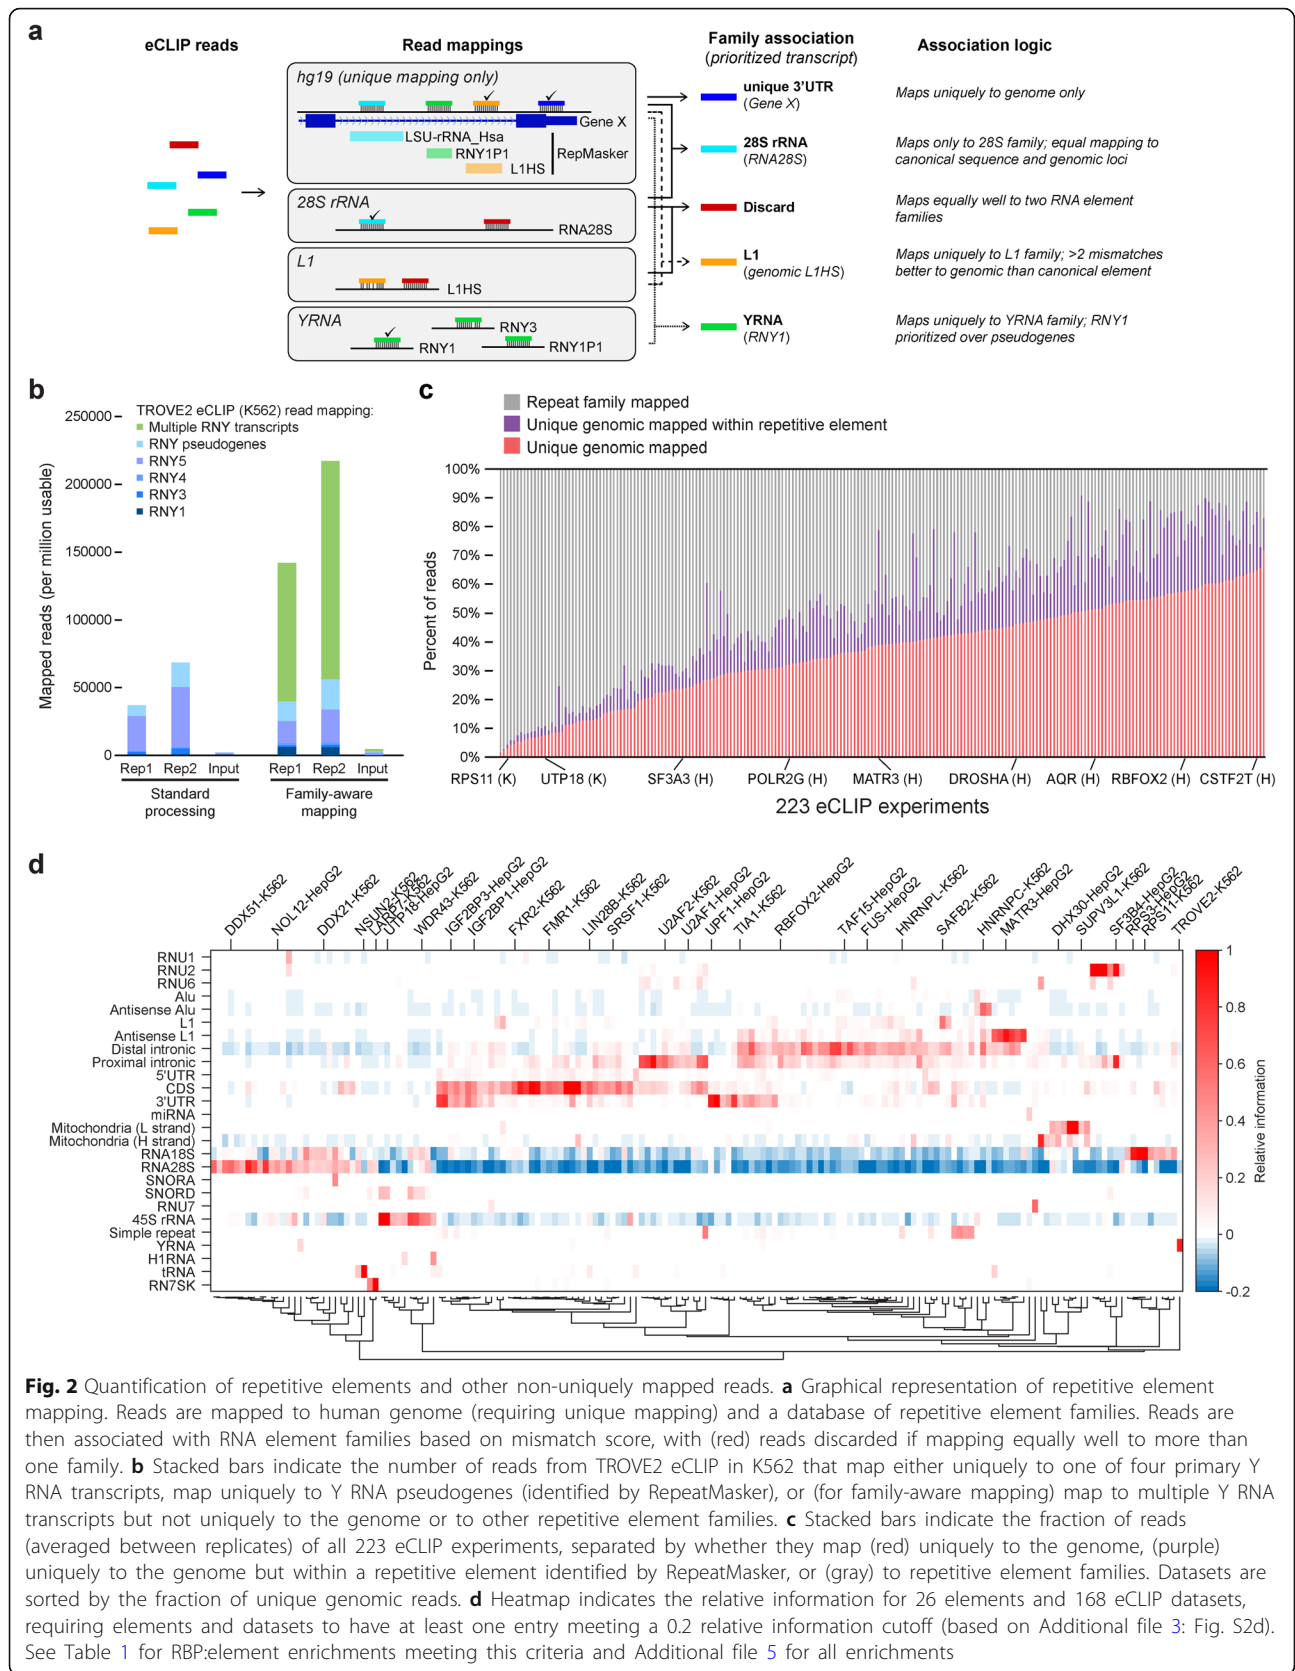 a
eCLIP reads
Read mappings
Family association
(prioritized transcript)
Association logic
hg19 (unique mapping only)
Gene X
LSU-rRNA_Hsa
RNY1P1
RepMasker
L1HS
28S rRNA
RNA28S
L1
L1HS
YRNA
RNY3
RNY1
RNY1P1
unique 3'UTR
(Gene X)
Maps uniquely to genome only
28S rRNA
(RNA28S)
Maps only to 28S family; equal mapping to
canonical sequence and genomic loci
Discard
Maps equally well to two RNA element
families
L1
(genomic L1HS)
Maps uniquely to L1 family; >2 mismatches
better to genomic than canonical element
YRNA
(RNY1)
Maps uniquely to YRNA family; RNY1
prioritized over pseudogenes
b
TROVE2 eCLIP (K562) read mapping:
Multiple RNY transcripts
RNY pseudogenes
RNY5
RNY4
RNY3
RNY1
Mapped reads (per million usable)
250000
200000
150000
100000
50000
0
Rep1 Rep2 Input
Rep1 Rep2 Input
Standard
processing
Family-aware
mapping
c
Repeat family mapped
Unique genomic mapped within repetitive element
Unique genomic mapped
Percent of reads
100%
90%
80%
70%
60%
50%
40%
30%
20%
10%
0%
RPS11 (K) UTP18 (K) SF3A3 (H) POLR2G (H) MATR3 (H) DROSHA (H) AQR (H) RBFOX2 (H) CSTF2T (H)
223 eCLIP experiments
d
DDX51-K562
NOL12-HepG2
DDX21-K562
NSUN2-K562
LARP7-K562
UTP18-HepG2
WDR43-K562
IGF2BP3-HepG2
IGF2BP1-HepG2
FXR2-K562
FMR1-K562
LIN28B-K562
SRSF1-K562
U2AF2-K562
U2AF1-HepG2
UPF1-HepG2
TIA1-K562
RBFOX2-HepG2
TAF15-HepG2
FUS-HepG2
HNRNPL-K562
SAFB2-K562
HNRNPC-K562
MATR3-HepG2
DHX30-HepG2
SUPV3L1-K562
SF3B4-HepG2
RPS3-HepG2
RPS11-K562
TROVE2-K562
RNU1
RNU2
RNU6
Alu
Antisense Alu
L1
Antisense L1
Distal intronic
Proximal intronic
5'UTR
CDS
3'UTR
miRNA
Mitochondria (L strand)
Mitochondria (H strand)
RNA18S
RNA28S
SNORA
SNORD
RNU7
45S rRNA
Simple repeat
YRNA
H1RNA
tRNA
RN7SK
1
0.8
0.6
0.4
0.2
0
-0.2
Relative information
Fig. 2 Quantification of repetitive elements and other non-uniquely mapped reads. a Graphical representation of repetitive element
mapping. Reads are mapped to human genome (requiring unique mapping) and a database of repetitive element families. Reads are
then associated with RNA element families based on mismatch score, with (red) reads discarded if mapping equally well to more than
one family. b Stacked bars indicate the number of reads from TROVE2 eCLIP in K562 that map either uniquely to one of four primary Y
RNA transcripts, map uniquely to Y RNA pseudogenes (identified by RepeatMasker), or (for family-aware mapping) map to multiple Y RNA
transcripts but not uniquely to the genome or to other repetitive element families. c Stacked bars indicate the fraction of reads
(averaged between replicates) of all 223 eCLIP experiments, separated by whether they map (red) uniquely to the genome, (purple)
uniquely to the genome but within a repetitive element identified by RepeatMasker, or (gray) to repetitive element families. Datasets are
sorted by the fraction of unique genomic reads. d Heatmap indicates the relative information for 26 elements and 168 eCLIP datasets,
requiring elements and datasets to have at least one entry meeting a 0.2 relative information cutoff (based on Additional file 3: Fig. S2d).
See Table 1 for RBP:element enrichments meeting this criteria and Additional file 5 for all enrichments